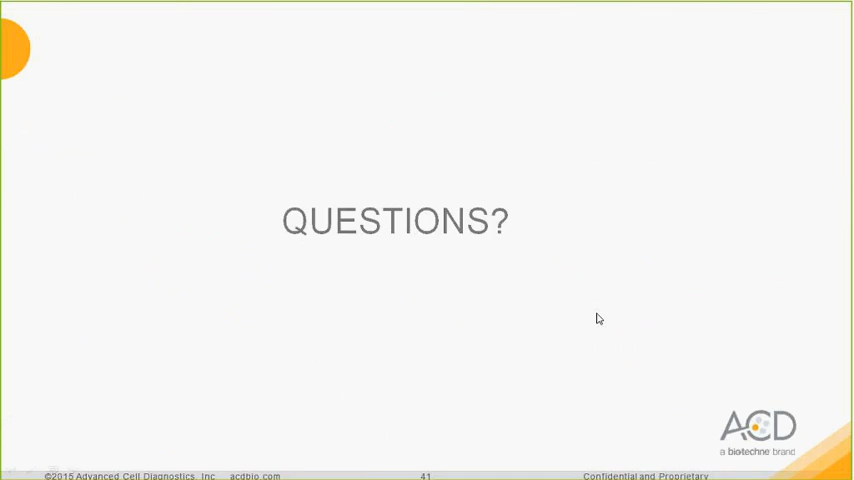 QUESTIONS?
ACD
a biotechne brand
©2015 Advanced Cell Diagnostics, Inc acdbio.com 41 Confidential and Proprietary